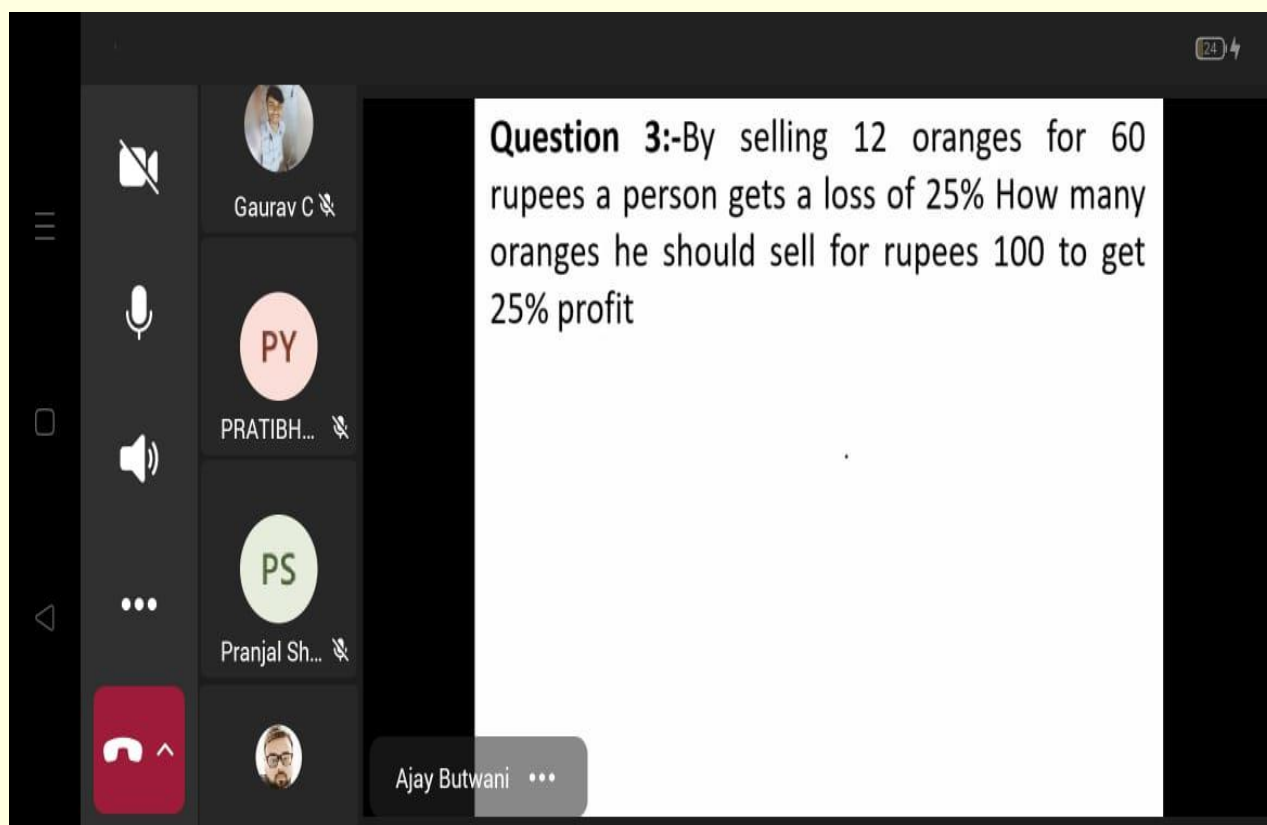 24
Gaurav C
PY
PRATIBH...
PS
Pranjal Sh...
Question 3:-By selling 12 oranges for 60
rupees a person gets a loss of 25% How many
oranges he should sell for rupees 100 to get
25% profit
Ajay Butwani